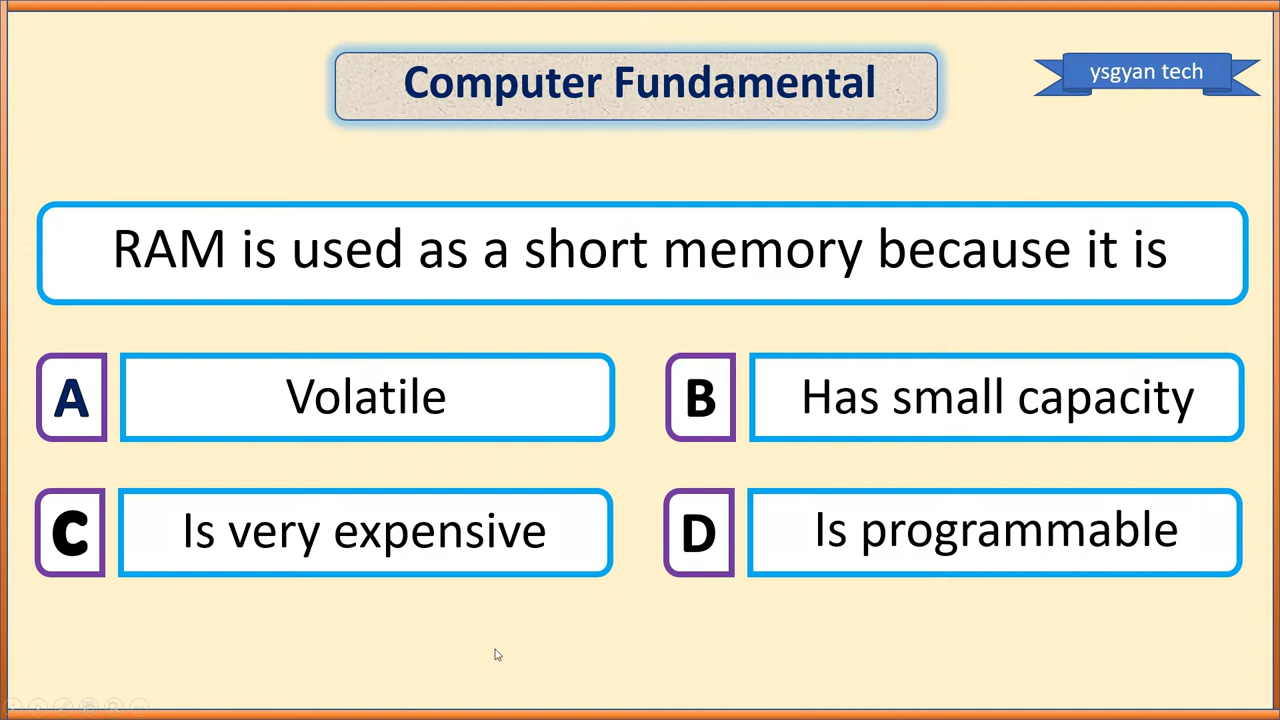 Computer Fundamental
ysgyan tech
RAM is used as a short memory because it is
A Volatile
B Has small capacity
C Is very expensive
D Is programmable